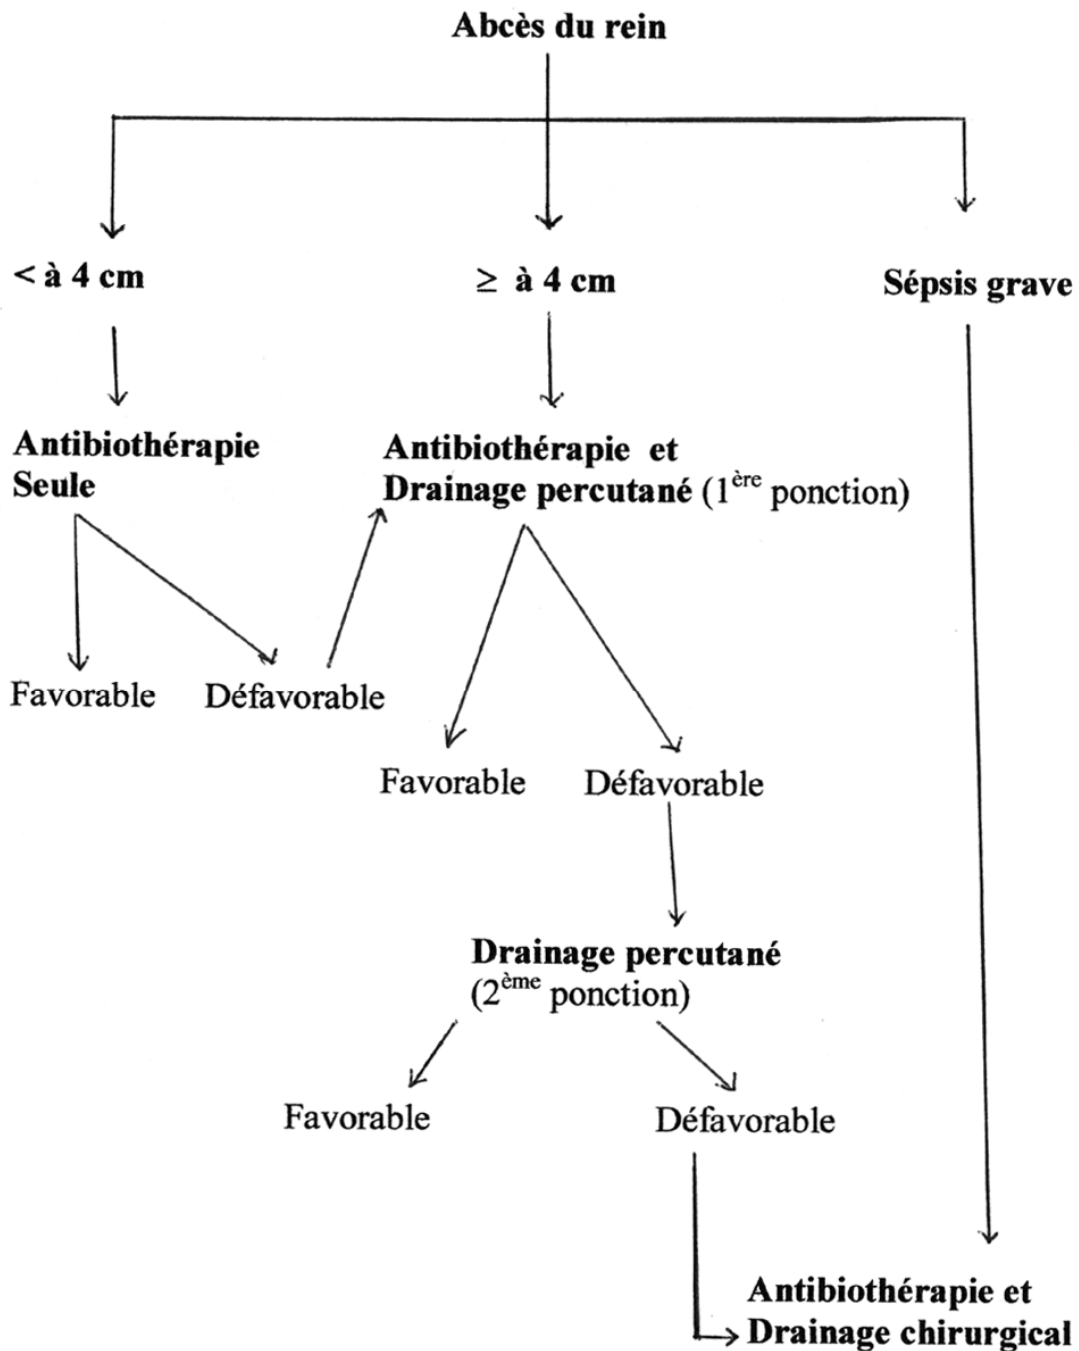 Abcès du rein
< à 4 cm
≥ à 4 cm
Sépsis grave
Antibiothérapie
Seule
Antibiothérapie et
Drainage percutané (1ère ponction)
Favorable
Défavorable
Favorable
Défavorable
Drainage percutané
(2ème ponction)
Favorable
Défavorable
Antibiothérapie et
Drainage chirurgical